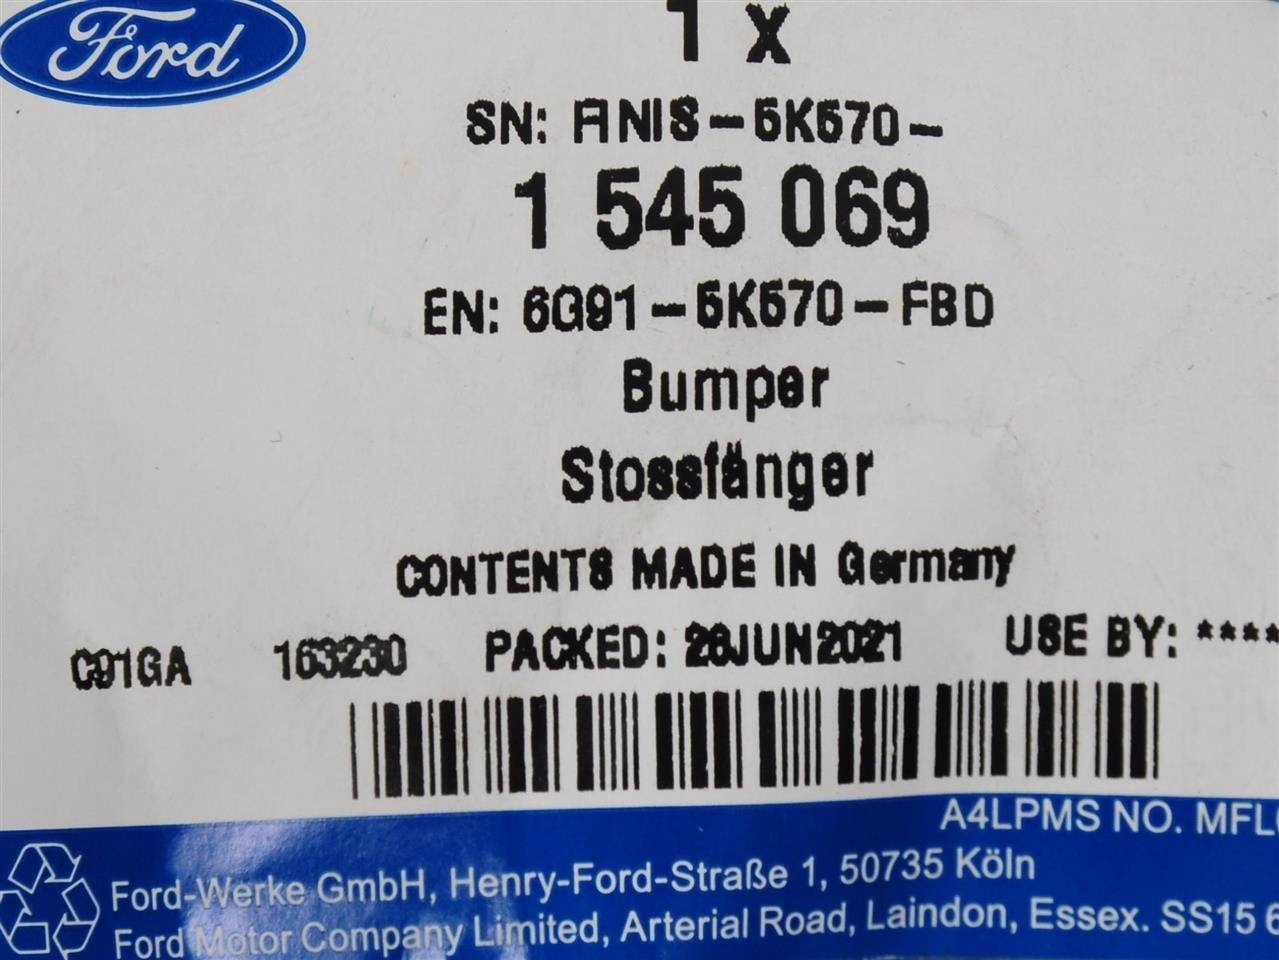 Ford
1 x
SN: ANIS-5K570-
1 545 069
EN: 6G91-5K570-FBD
Bumper
Stossfänger
CONTENTS MADE IN Germany
C91GA 163230 PACKED: 26JUN2021 USE BY: ****
A4LPMS NO. MFL
Ford-Werke GmbH, Henry-Ford-Straße 1, 50735 Köln
Ford Motor Company Limited, Arterial Road, Laindon, Essex. SS15 6